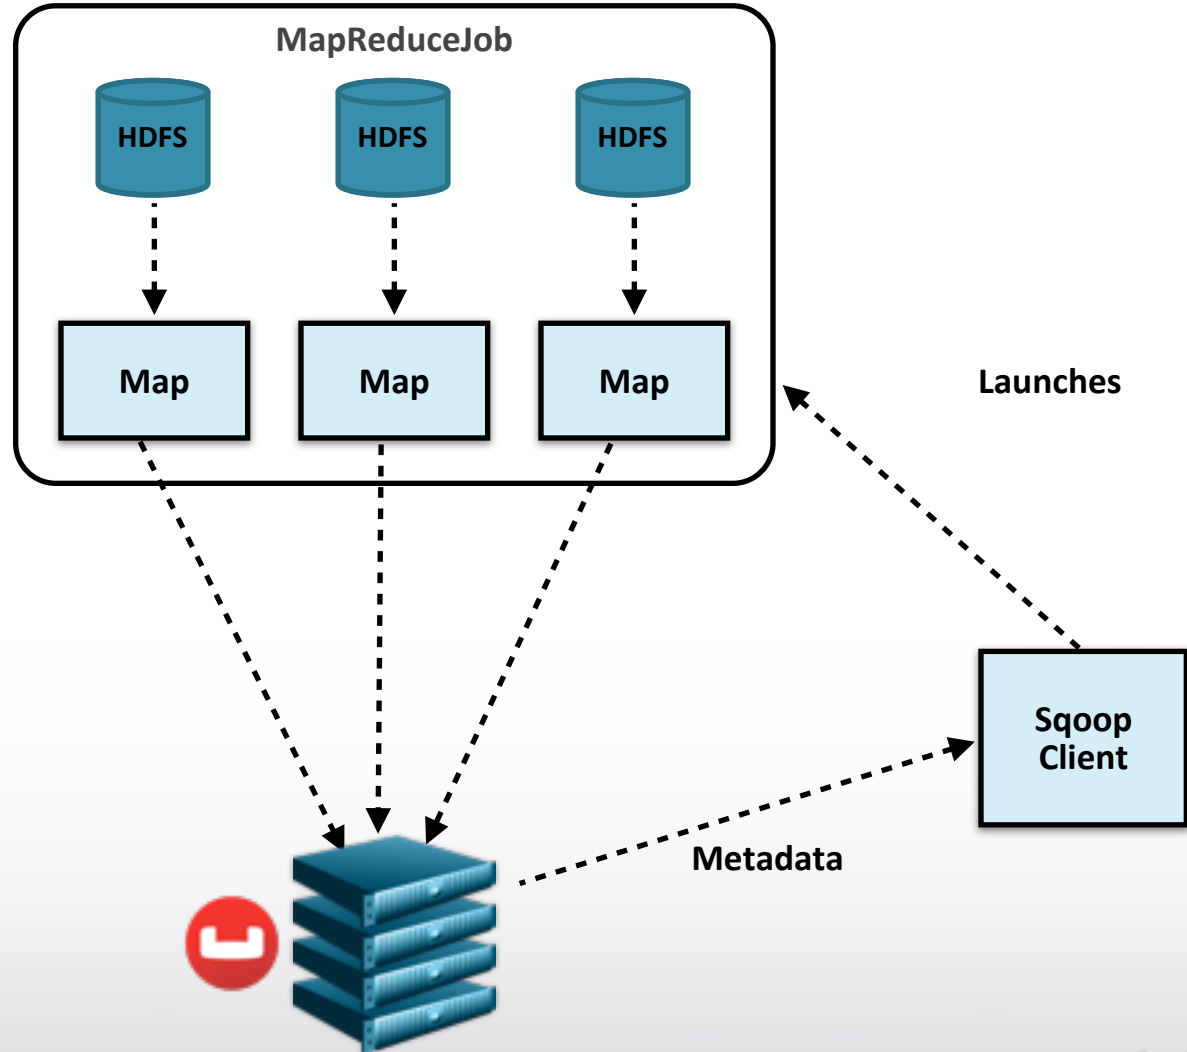 MapReduceJob
HDFS
HDFS
HDFS
Map
Map
Map
Launches
Sqoop
Client
Metadata